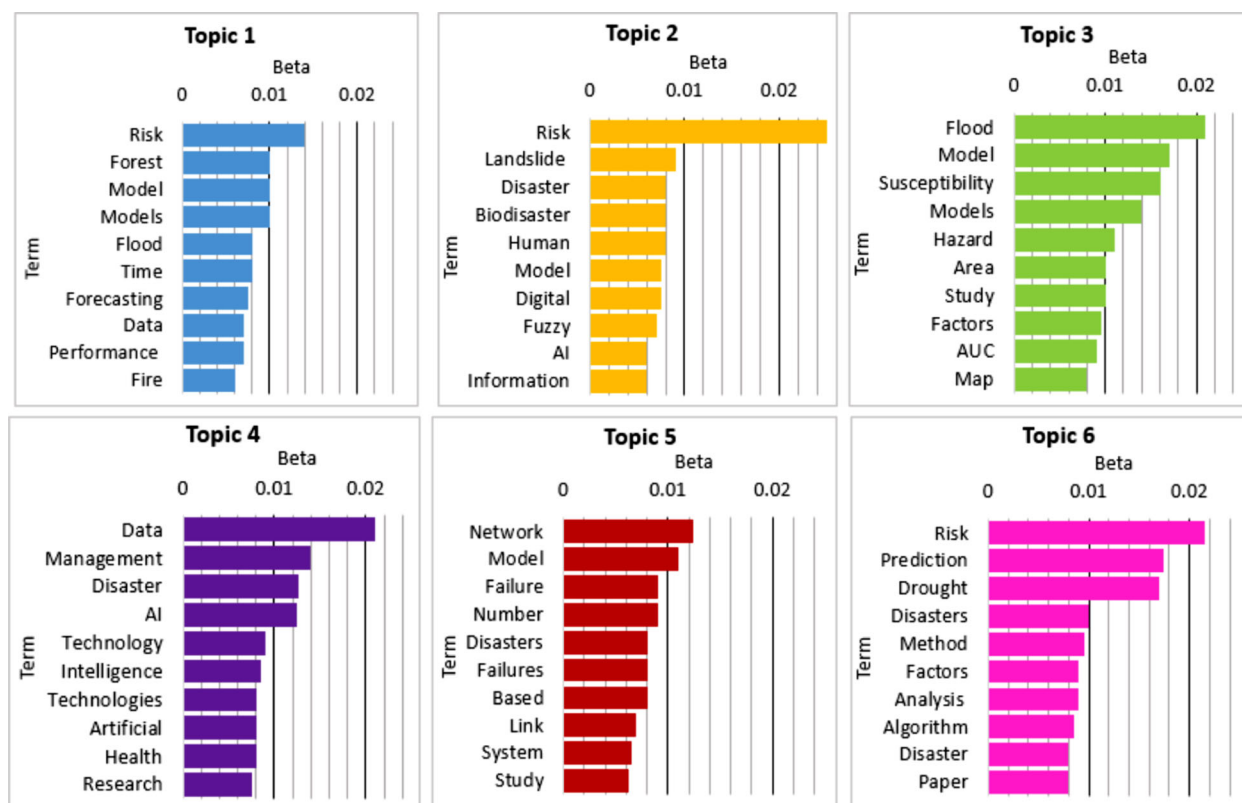 Topic 1
Beta
0 0.01 0.02
Term
Risk
Forest
Model
Models
Flood
Time
Forecasting
Data
Performance
Fire
Topic 2
Beta
0 0.01 0.02
Term
Risk
Landslide
Disaster
Biodisaster
Human
Model
Digital
Fuzzy
AI
Information
Topic 3
Beta
0 0.01 0.02
Term
Flood
Model
Susceptibility
Models
Hazard
Area
Study
Factors
AUC
Map
Topic 4
Beta
0 0.01 0.02
Term
Data
Management
Disaster
AI
Technology
Intelligence
Technologies
Artificial
Health
Research
Topic 5
Beta
0 0.01 0.02
Term
Network
Model
Failure
Number
Disasters
Failures
Based
Link
System
Study
Topic 6
Beta
0 0.01 0.02
Term
Risk
Prediction
Drought
Disasters
Method
Factors
Analysis
Algorithm
Disaster
Paper